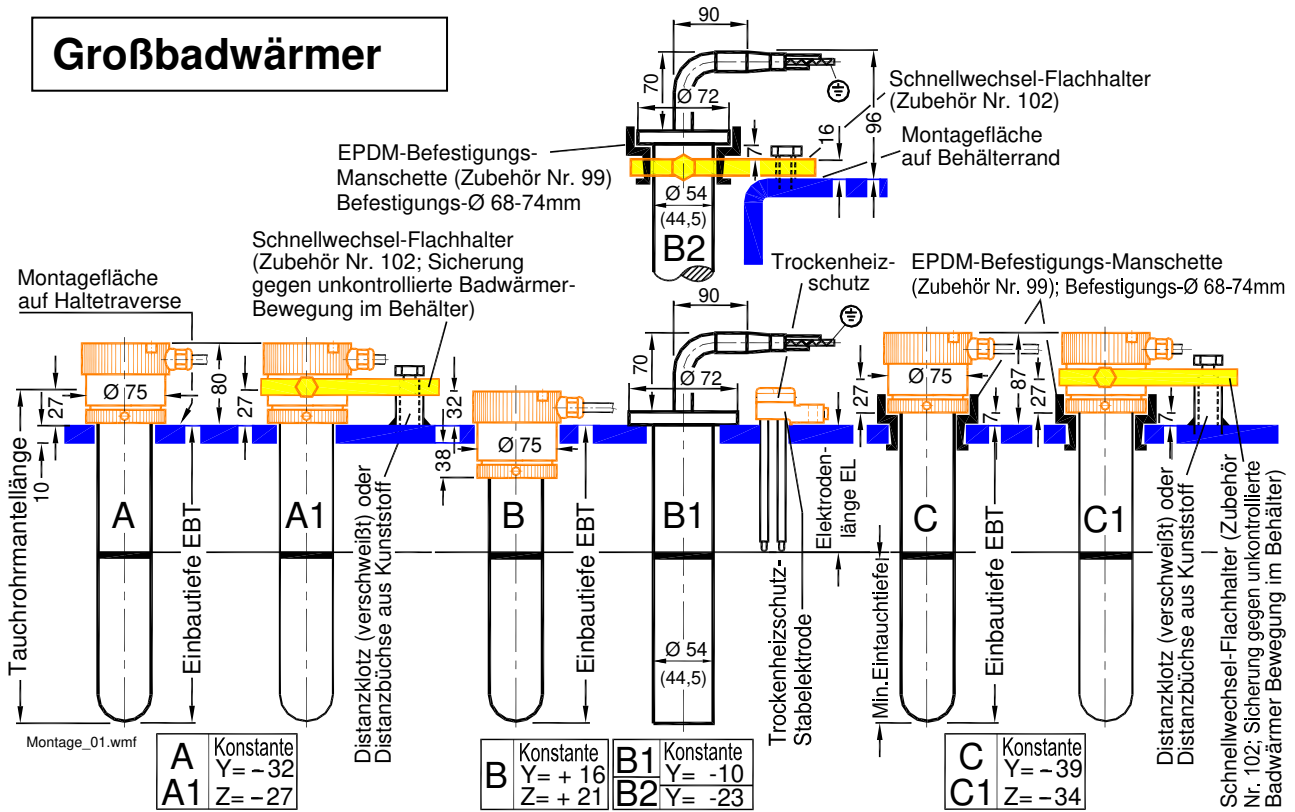 Großbadwärmer
90
70
Ø 72
Schnellwechsel-Flachhalter
(Zubehör Nr. 102)
16
96
7
Montagefläche
auf Behälterrand
EPDM-Befestigungs-
Manschette (Zubehör Nr. 99)
Befestigungs-Ø 68-74mm
Ø 54
(44,5)
B2
Montagefläche
auf Haltetraverse
Schnellwechsel-Flachhalter
(Zubehör Nr. 102; Sicherung
gegen unkontrollierte Badwärmer-
Bewegung im Behälter)
90
Trockenheiz-
schutz
EPDM-Befestigungs-Manschette
(Zubehör Nr. 99); Befestigungs-Ø 68-74mm
27
10
Ø 75
80
27
32
38
Ø 75
70
Ø 72
27
Ø 75
7
87
27
7
Tauchrohrmantellänge
A
Einbautiefe EBT
A1
Distanzklotz (verschweißt) oder
Distanzbüchse aus Kunststoff
B
Einbautiefe EBT
B1
Ø 54
(44,5)
Trockenheizschutz-
Stabelektrode
Elektroden-
länge EL
Min.Eintauchtiefel
C
Einbautiefe EBT
C1
Distanzklotz (verschweißt) oder
Distanzbüchse aus Kunststoff
Schnellwechsel-Flachhalter (Zubehör
Nr. 102; Sicherung gegen unkontrollierte
Badwärmer Bewegung im Behälter)
Montage_01.wmf
A
A1
Konstante
Y= -32
Z= -27
B
Konstante
Y= + 16
Z= + 21
B1
Konstante
Y= -10
B2
Y= -23
C
C1
Konstante
Y= -39
Z= -34